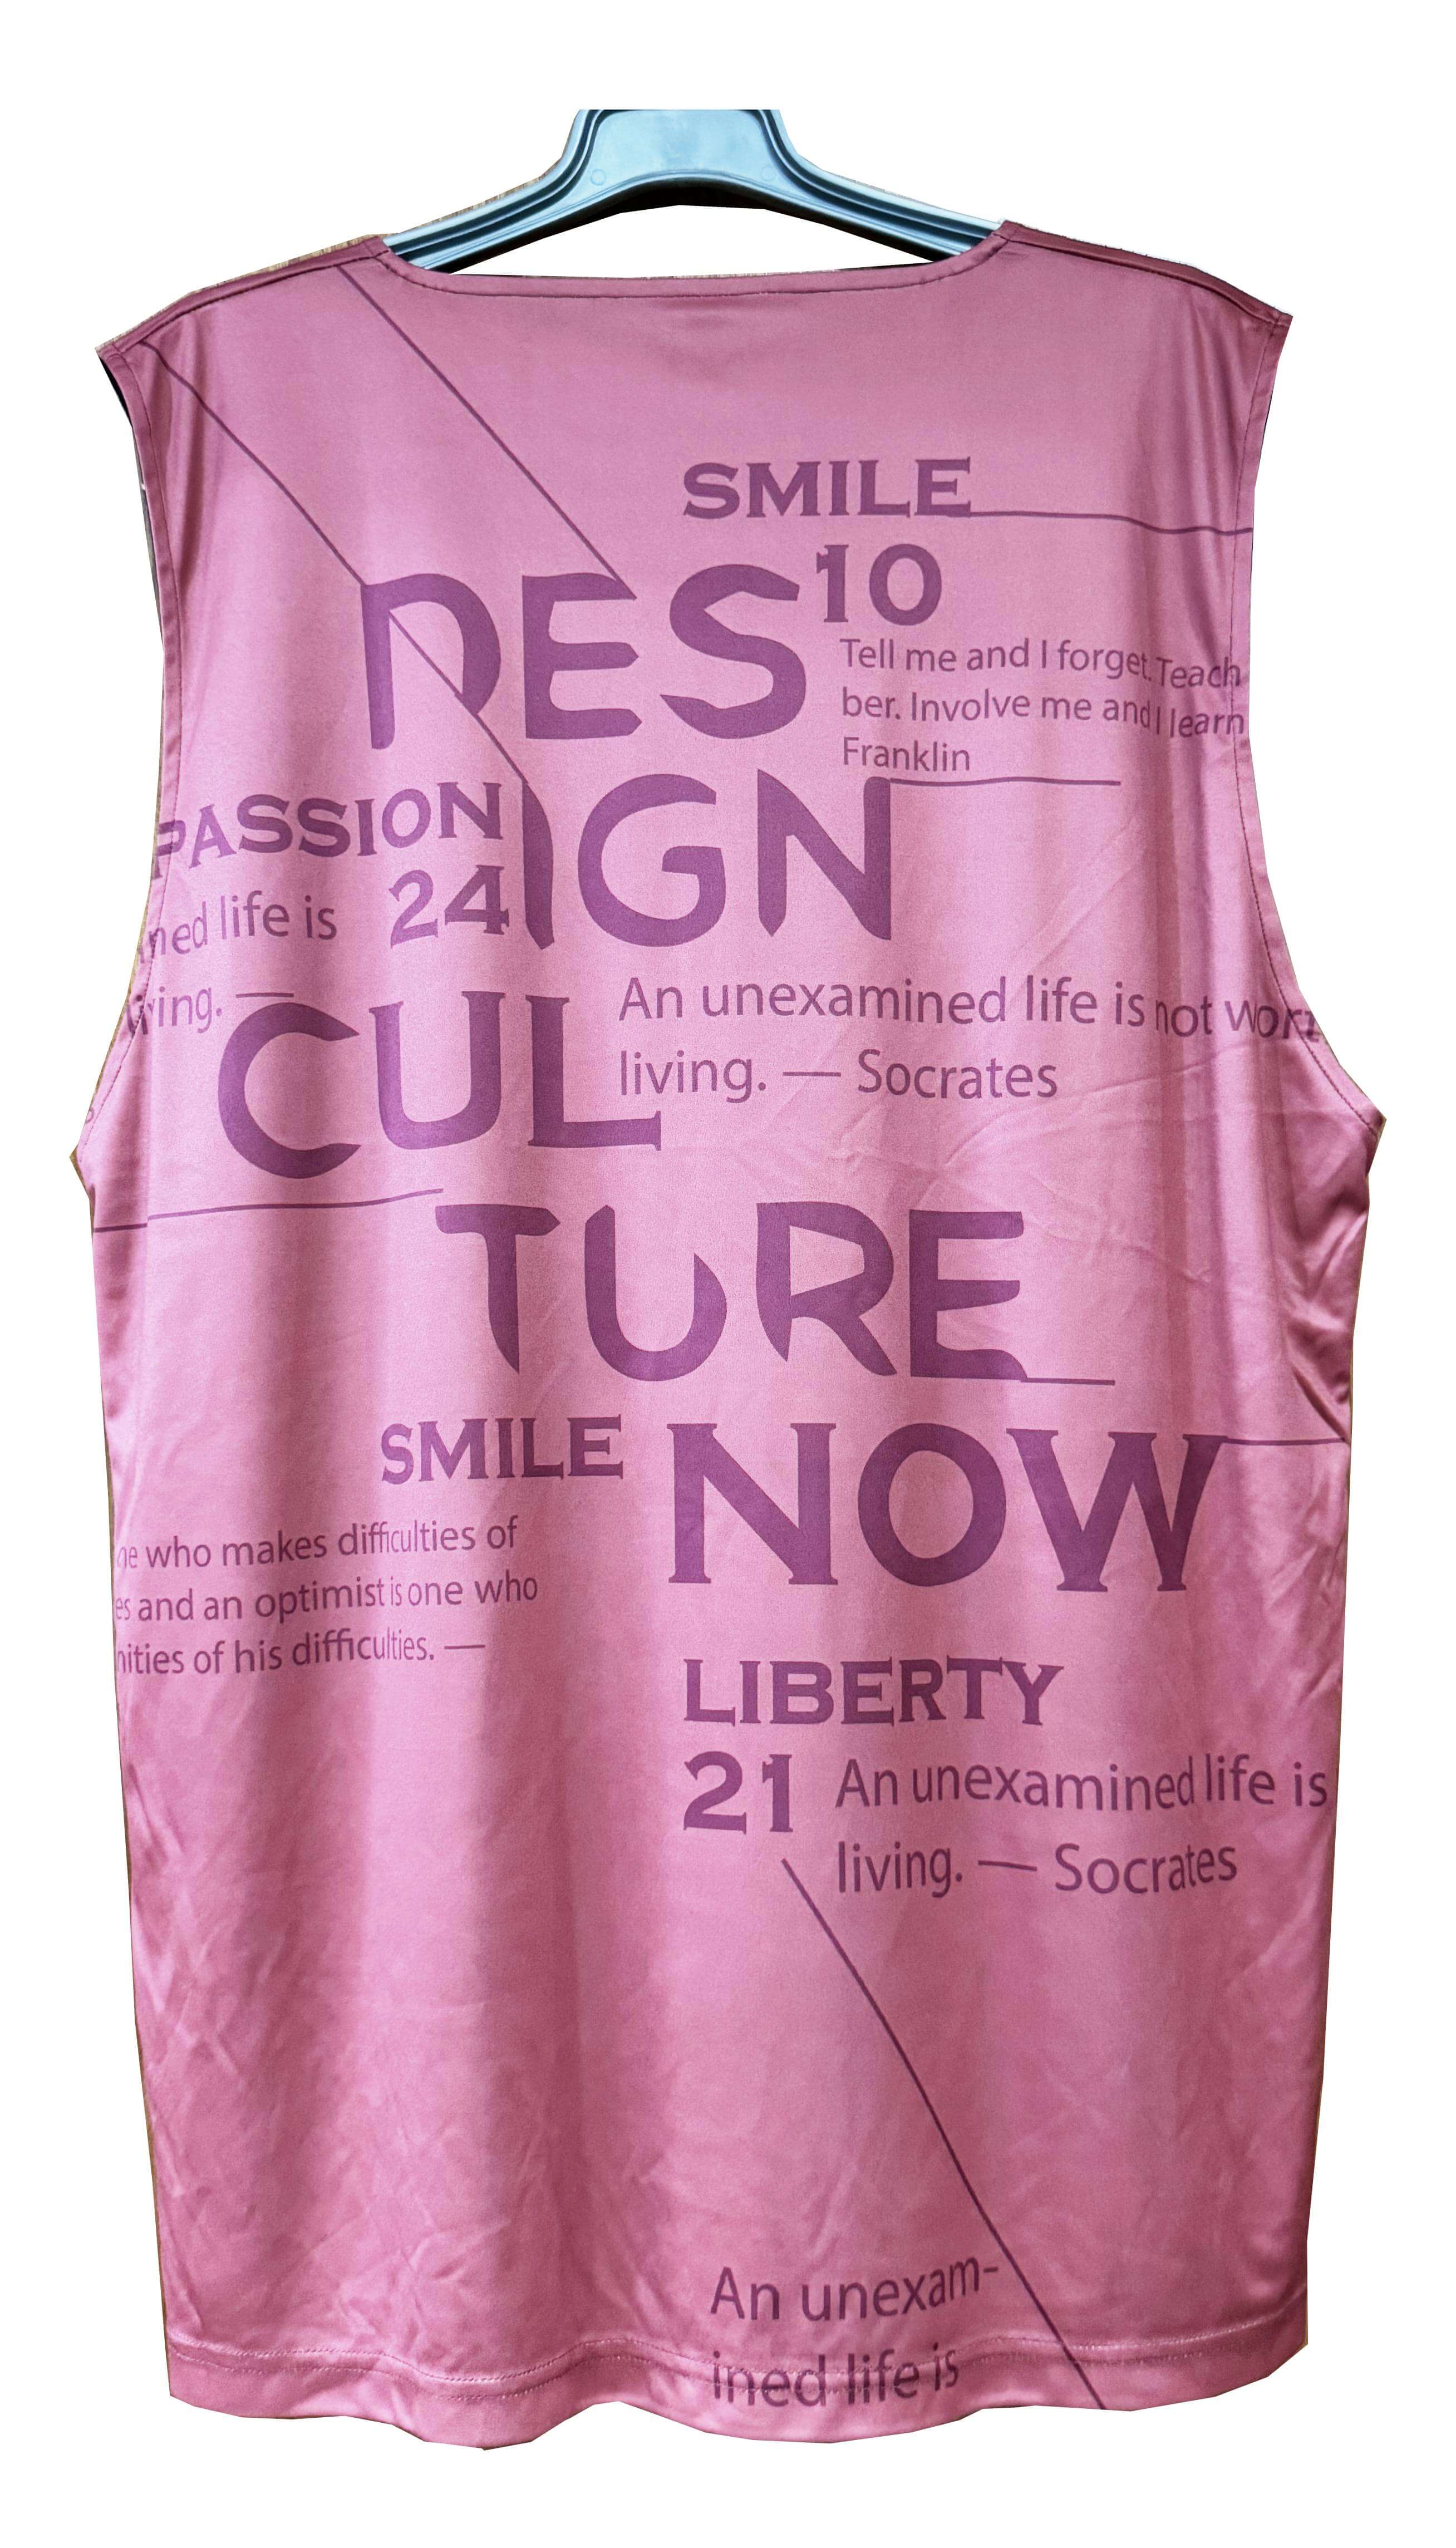 SMILE
10
DES
Tell me and I forget. Teach
ber. Involve me and I learn
Franklin
PASSION
24
IGN
ned life is
ving. —
An unexamined life is not wort
living. — Socrates
CUL
TURE
SMILE
NOW
ne who makes difficulties of
es and an optimist is one who
nities of his difficulties. —
LIBERTY
21
An unexamined life is
living. — Socrates
An unexam-
ined life is